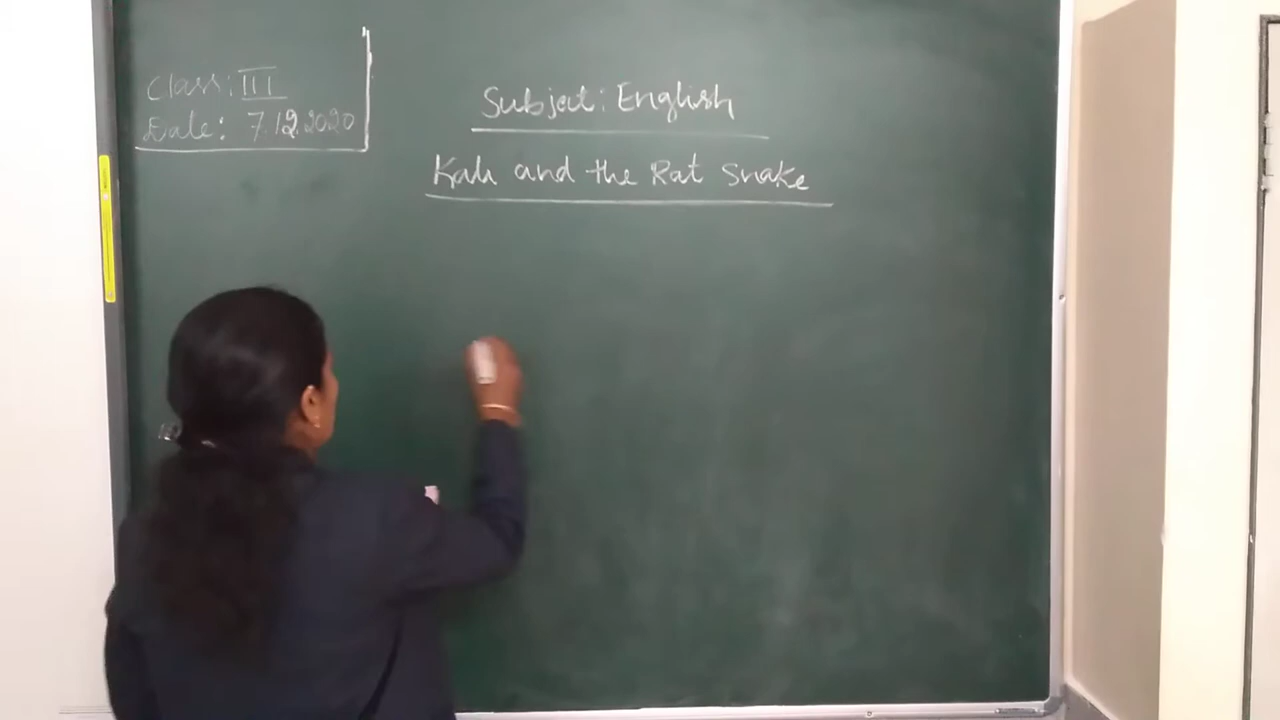 Class: III
Date: 7.12.2020
Subject: English
Kali and the Rat Snake